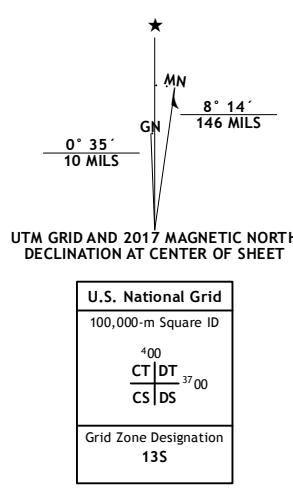 ★
MN
8° 14´
146 MILS
GN
0° 35´
10 MILS
UTM GRID AND 2017 MAGNETIC NORTH
DECLINATION AT CENTER OF SHEET
U.S. National Grid
100,000-m Square ID
⁴00
CT DT
³⁷00
CS DS
Grid Zone Designation
13S